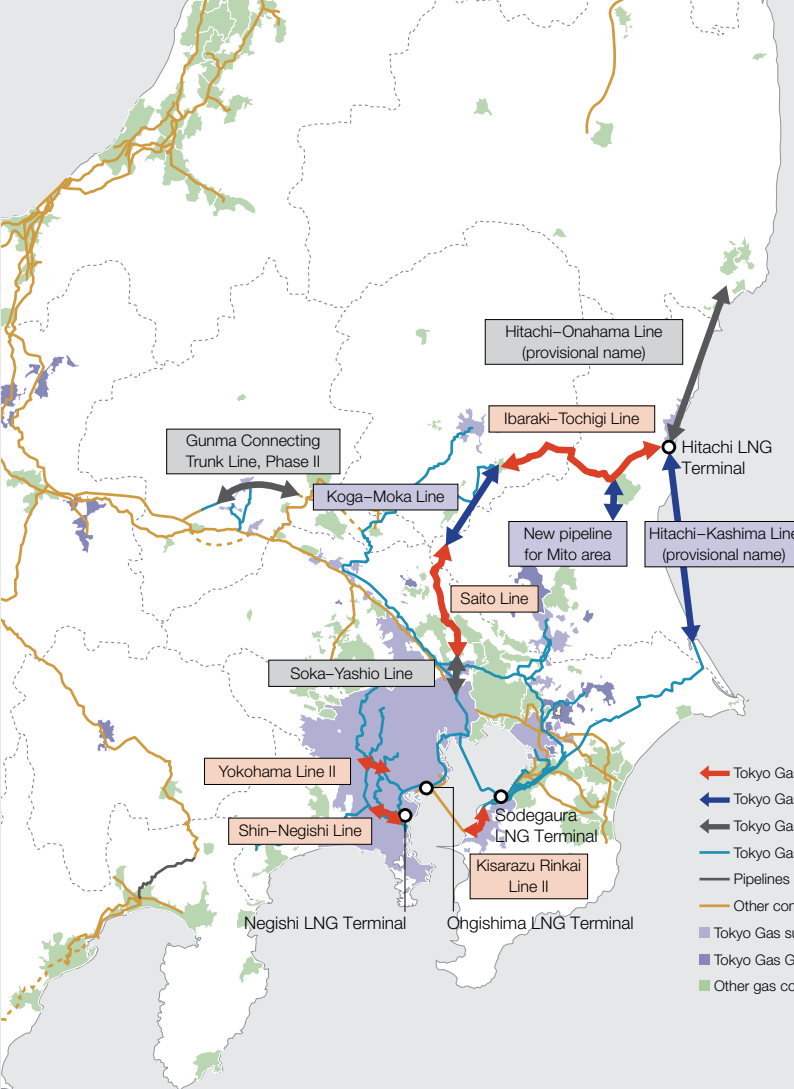 Hitachi–Onahama Line
(provisional name)
Ibaraki–Tochigi Line
Gunma Connecting
Trunk Line, Phase II
Hitachi LNG
Terminal
Koga–Moka Line
New pipeline
for Mito area
Hitachi–Kashima Line
(provisional name)
Saito Line
Soka–Yashio Line
Yokohama Line II
Shin–Negishi Line
Sodegaura
LNG Terminal
Kisarazu Rinkai
Line II
Negishi LNG Terminal
Ohgishima LNG Terminal
Tokyo Ga
Tokyo Ga
Tokyo Ga
Tokyo Ga
Pipelines
Other con
Tokyo Gas su
Tokyo Gas G
Other gas co